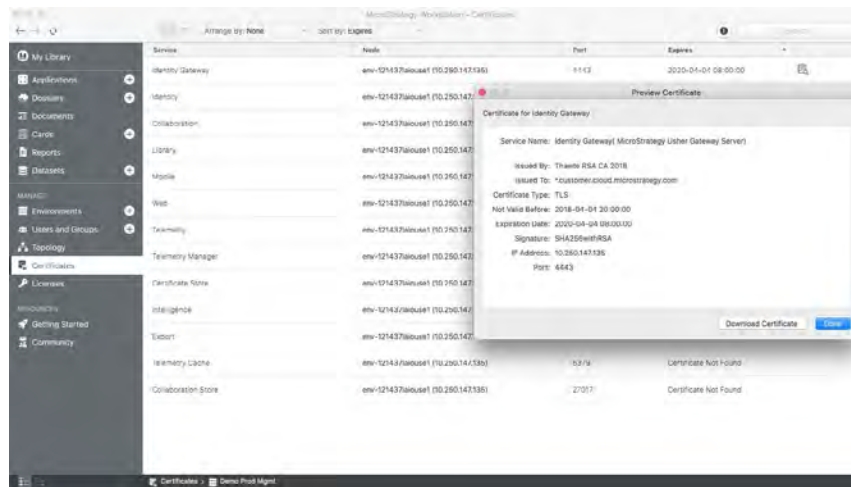 MicroStrategy Workstation - Certificates
Arrange By: None
Sort By: Expires
My Library
Applications
Dossiers
Documents
Cards
Reports
Datasets
MANAGE
Environments
Users and Groups
Topology
Certificates
Licenses
RESOURCES
Getting Started
Community
Service Node Port Expires
Identity Gateway env-121437laiouse1 (10.250.147.135) 4443 2020-04-04 08:00:00
Identity env-121437laiouse1 (10.250.147
Collaboration env-121437laiouse1 (10.250.147
Library env-121437laiouse1 (10.250.147
Mobile env-121437laiouse1 (10.250.147
Web env-121437laiouse1 (10.250.147
Telemetry env-121437laiouse1 (10.250.147
Telemetry Manager env-121437laiouse1 (10.250.147
Certificate Store env-121437laiouse1 (10.250.147
Intelligence env-121437laiouse1 (10.250.147
Export env-121437laiouse1 (10.250.147
Telemetry Cache env-121437laiouse1 (10.250.147.135) 6379 Certificate Not Found
Collaboration Store env-121437laiouse1 (10.250.147.135) 27017 Certificate Not Found
Preview Certificate
Certificate for Identity Gateway
Service Name: Identity Gateway( MicroStrategy Usher Gateway Server)
Issued By: Thawte RSA CA 2018
Issued To: *.customer.cloud.microstrategy.com
Certificate Type: TLS
Not Valid Before: 2018-04-04 20:00:00
Expiration Date: 2020-04-04 08:00:00
Signature: SHA256withRSA
IP Address: 10.250.147.135
Port: 4443
Download Certificate Done
Certificates > Demo Prod Mgmt